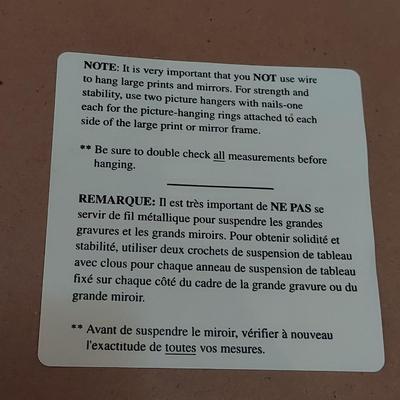 NOTE: It is very important that you NOT use wire
to hang large prints and mirrors. For strength and
stability, use two picture hangers with nails-one
each for the picture-hanging rings attached to each
side of the large print or mirror frame.
** Be sure to double check all measurements before
hanging.
REMARQUE: Il est très important de NE PAS se
servir de fil métallique pour suspendre les grandes
gravures et les grands miroirs. Pour obtenir solidité et
stabilité, utiliser deux crochets de suspension de tableau
avec clous pour chaque anneau de suspension de tableau
fixé sur chaque côté du cadre de la grande gravure ou du
grande miroir.
** Avant de suspendre le miroir, vérifier à nouveau
l'exactitude de toutes vos mesures.